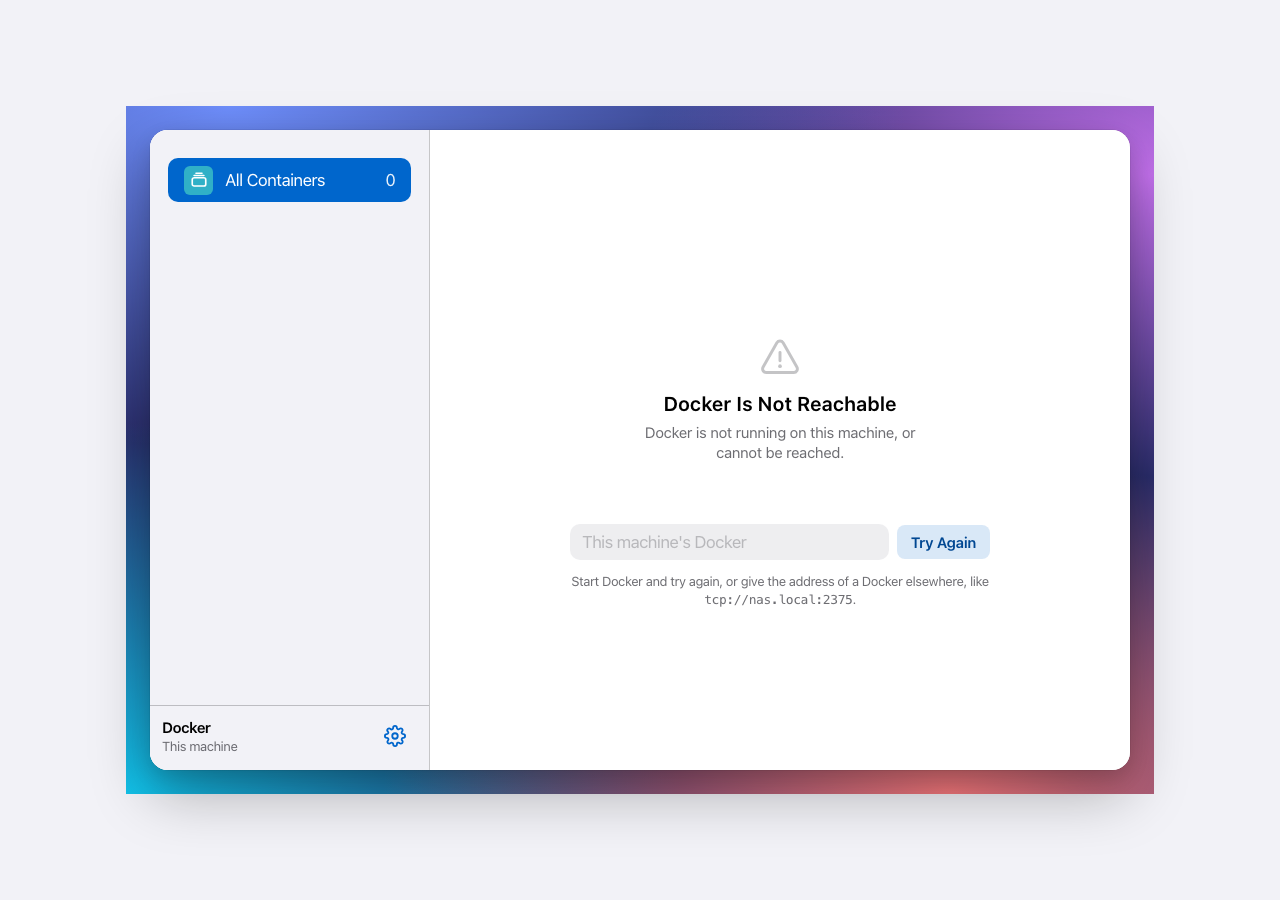 All Containers 0
Docker Is Not Reachable
Docker is not running on this machine, or
cannot be reached.
This machine's Docker
Try Again
Start Docker and try again, or give the address of a Docker elsewhere, like
tcp://nas.local:2375.
Docker
This machine